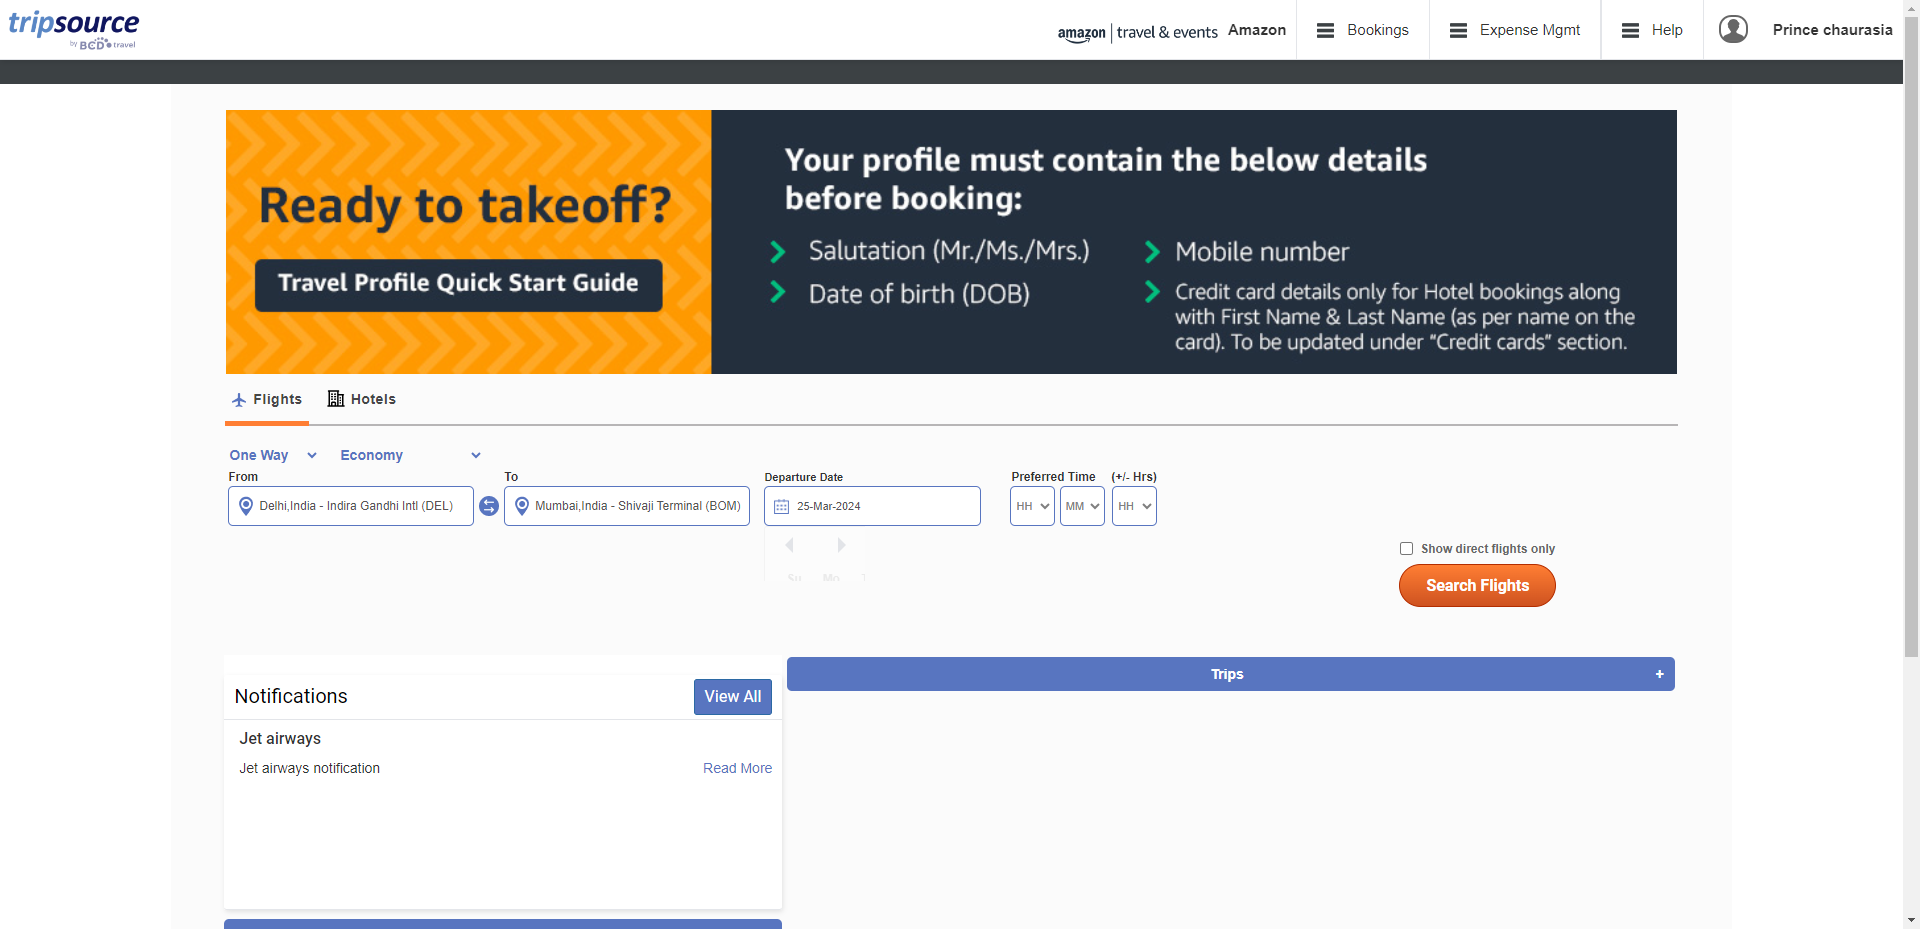 tripsource
by BCD travel
amazon | travel & events
Amazon
Bookings
Expense Mgmt
Help
Prince chaurasia
Ready to takeoff?
Travel Profile Quick Start Guide
Your profile must contain the below details
before booking:
Salutation (Mr./Ms./Mrs.)
Date of birth (DOB)
Mobile number
Credit card details only for Hotel bookings along
with First Name & Last Name (as per name on the
card). To be updated under “Credit cards” section.
Flights
Hotels
One Way
Economy
From
To
Departure Date
Preferred Time
(+/- Hrs)
Delhi,India - Indira Gandhi Intl (DEL)
Mumbai,India - Shivaji Terminal (BOM)
25-Mar-2024
HH
MM
HH
Su Mo
Show direct flights only
Search Flights
Trips
+
Notifications
View All
Jet airways
Jet airways notification
Read More